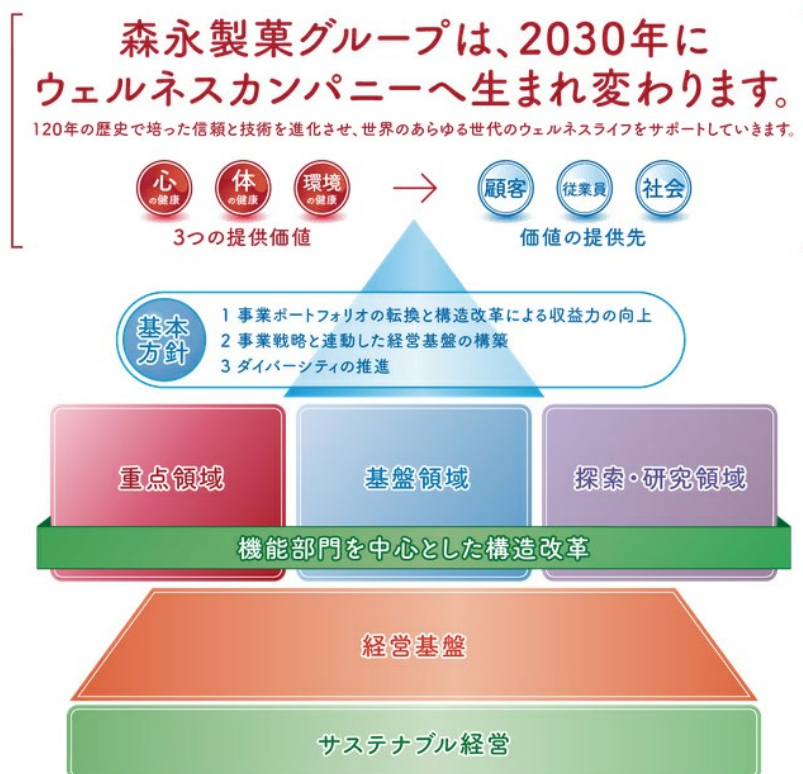 森永製菓グループは、2030年に
ウェルネスカンパニーへ生まれ変わります。
120年の歴史で培った信頼と技術を進化させ、世界のあらゆる世代のウェルネスライフをサポートしていきます。
心の健康 体の健康 環境の健康 → 顧客 従業員 社会
3つの提供価値 価値の提供先
基本方針
1 事業ポートフォリオの転換と構造改革による収益力の向上
2 事業戦略と連動した経営基盤の構築
3 ダイバーシティの推進
重点領域 基盤領域 探索・研究領域
機能部門を中心とした構造改革
経営基盤
サステナブル経営